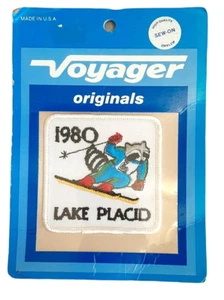 MADE IN U.S.A.
SEW-ON
Voyager
originals
1980
LAKE PLACID